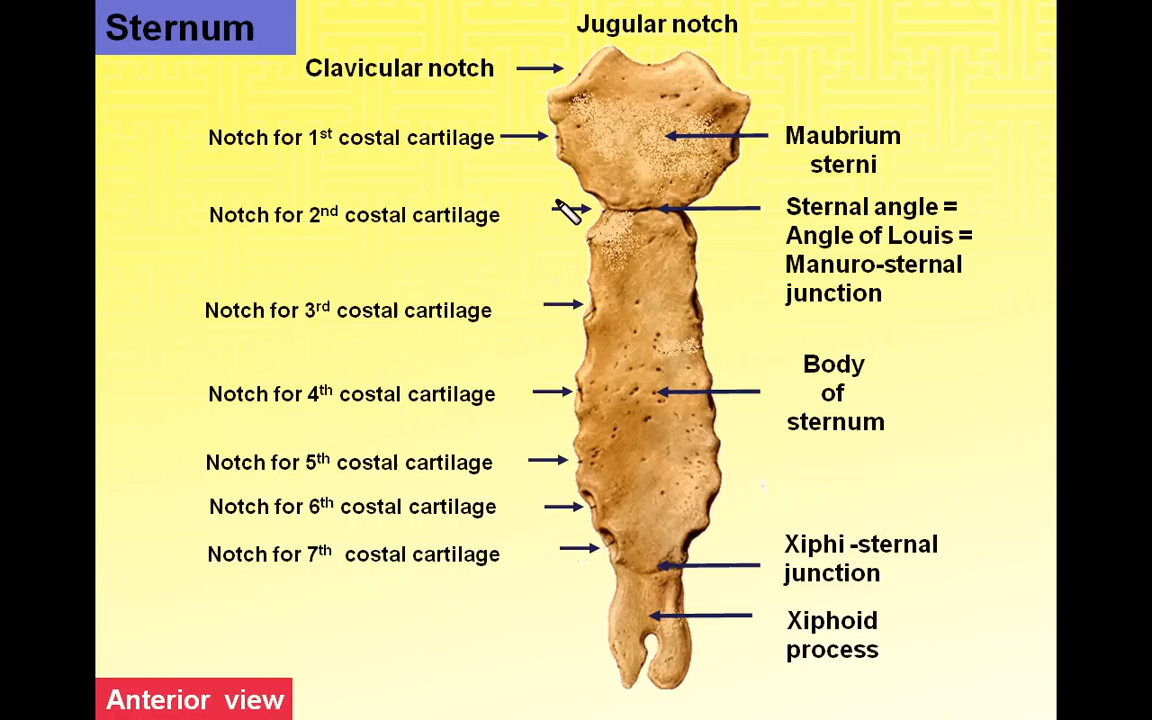 Sternum
Jugular notch
Clavicular notch
Notch for 1st costal cartilage
Notch for 2nd costal cartilage
Notch for 3rd costal cartilage
Notch for 4th costal cartilage
Notch for 5th costal cartilage
Notch for 6th costal cartilage
Notch for 7th costal cartilage
Maubrium
sterni
Sternal angle =
Angle of Louis =
Manuro-sternal
junction
Body
of
sternum
Xiphi -sternal
junction
Xiphoid
process
Anterior view